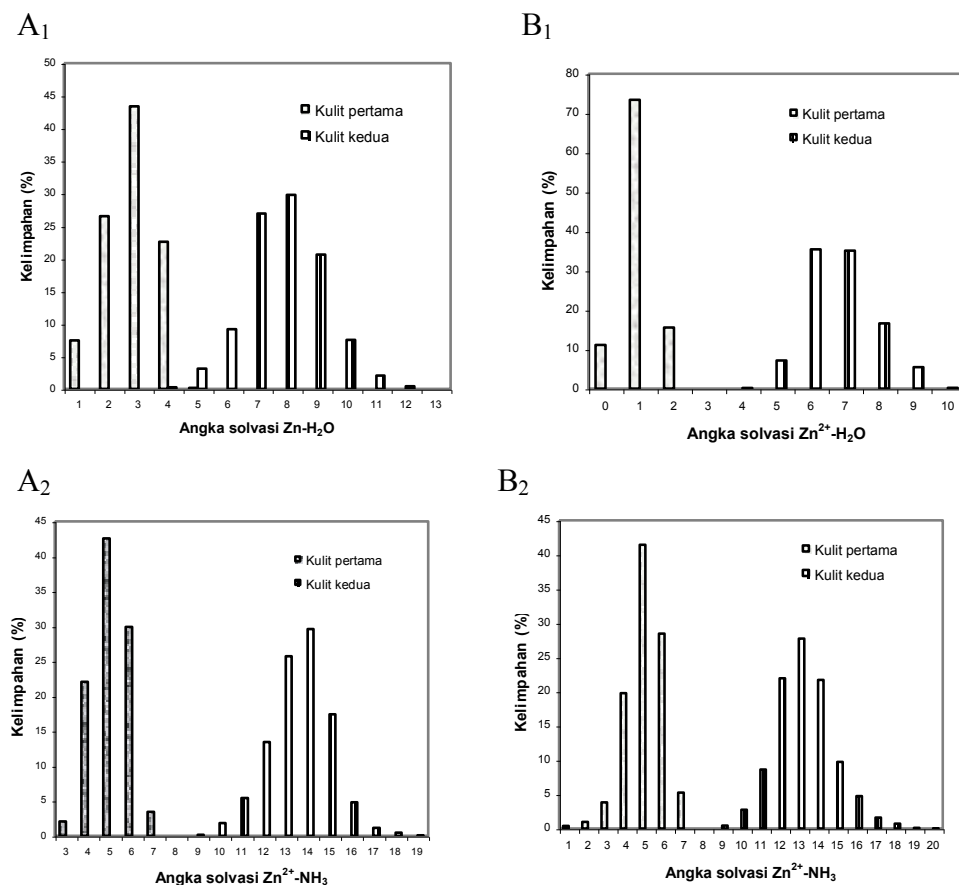 A₁
50
45
40
35
30
25
20
15
10
5
0
Kelimpahan (%)
Kulit pertama
Kulit kedua
1 2 3 4 5 6 7 8 9 10 11 12 13
Angka solvasi Zn-H₂O
B₁
80
70
60
50
40
30
20
10
0
Kelimpahan (%)
Kulit pertama
Kulit kedua
0 1 2 3 4 5 6 7 8 9 10
Angka solvasi Zn²⁺-H₂O
A₂
45
40
35
30
25
20
15
10
5
0
Kelimpahan (%)
Kulit pertama
Kulit kedua
3 4 5 6 7 8 9 10 11 12 13 14 15 16 17 18 19
Angka solvasi Zn²⁺-NH₃
B₂
45
40
35
30
25
20
15
10
5
0
Kelimpahan (%)
Kulit pertama
Kulit kedua
1 2 3 4 5 6 7 8 9 10 11 12 13 14 15 16 17 18 19 20
Angka solvasi Zn²⁺-NH₃